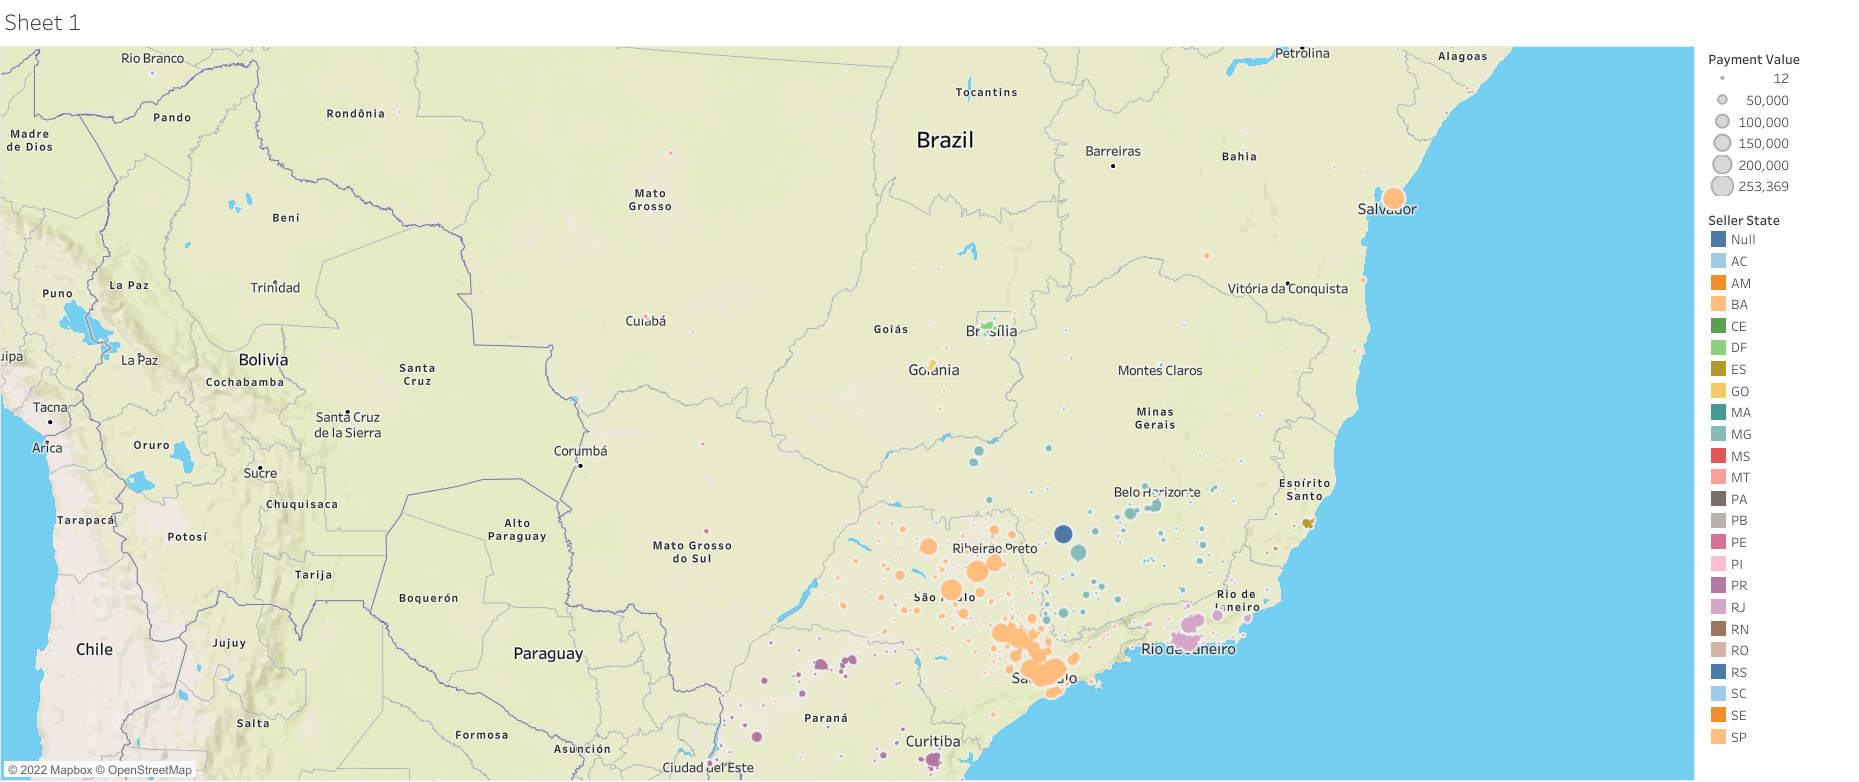 Sheet 1
Rio Branco
Petrolina
Alagoas
Pando
Rondônia
Tocantins
Madre
de Dios
Brazil
Barreiras
Bahia
Mato
Grosso
Beni
Salvador
Puno
La Paz
Trinidad
Vitória da Conquista
Cuiabá
Goiás
Brasília
uipa
La Paz
Bolivia
Cochabamba
Santa
Cruz
Goiânia
Montes Claros
Tacna
Santa Cruz
de la Sierra
Minas
Gerais
Arica
Oruro
Corumbá
Sucre
Chuquisaca
Belo Horizonte
Espírito
Santo
Tarapacá
Potosí
Alto
Paraguay
Mato Grosso
do Sul
Ribeirao Preto
Tarija
Boquerón
São Paulo
Rio de
Janeiro
Chile
Jujuy
Paraguay
Rio de Janeiro
Sao Paulo
Salta
Formosa
Asunción
Paraná
Curitiba
Ciudad del Este
© 2022 Mapbox © OpenStreetMap
Payment Value
12
50,000
100,000
150,000
200,000
253,369
Seller State
Null
AC
AM
BA
CE
DF
ES
GO
MA
MG
MS
MT
PA
PB
PE
PI
PR
RJ
RN
RO
RS
SC
SE
SP